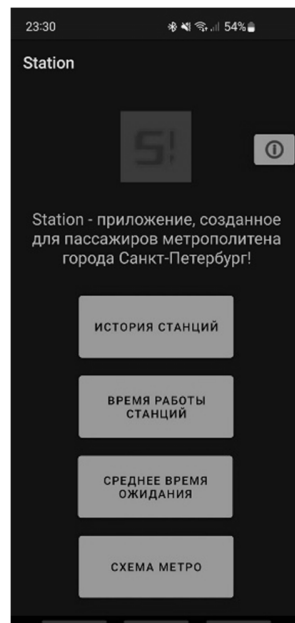 23:30
54%
Station
S!
Station - приложение, созданное
для пассажиров метрополитена
города Санкт-Петербург!
ИСТОРИЯ СТАНЦИЙ
ВРЕМЯ РАБОТЫ
СТАНЦИЙ
СРЕДНЕЕ ВРЕМЯ
ОЖИДАНИЯ
СХЕМА МЕТРО